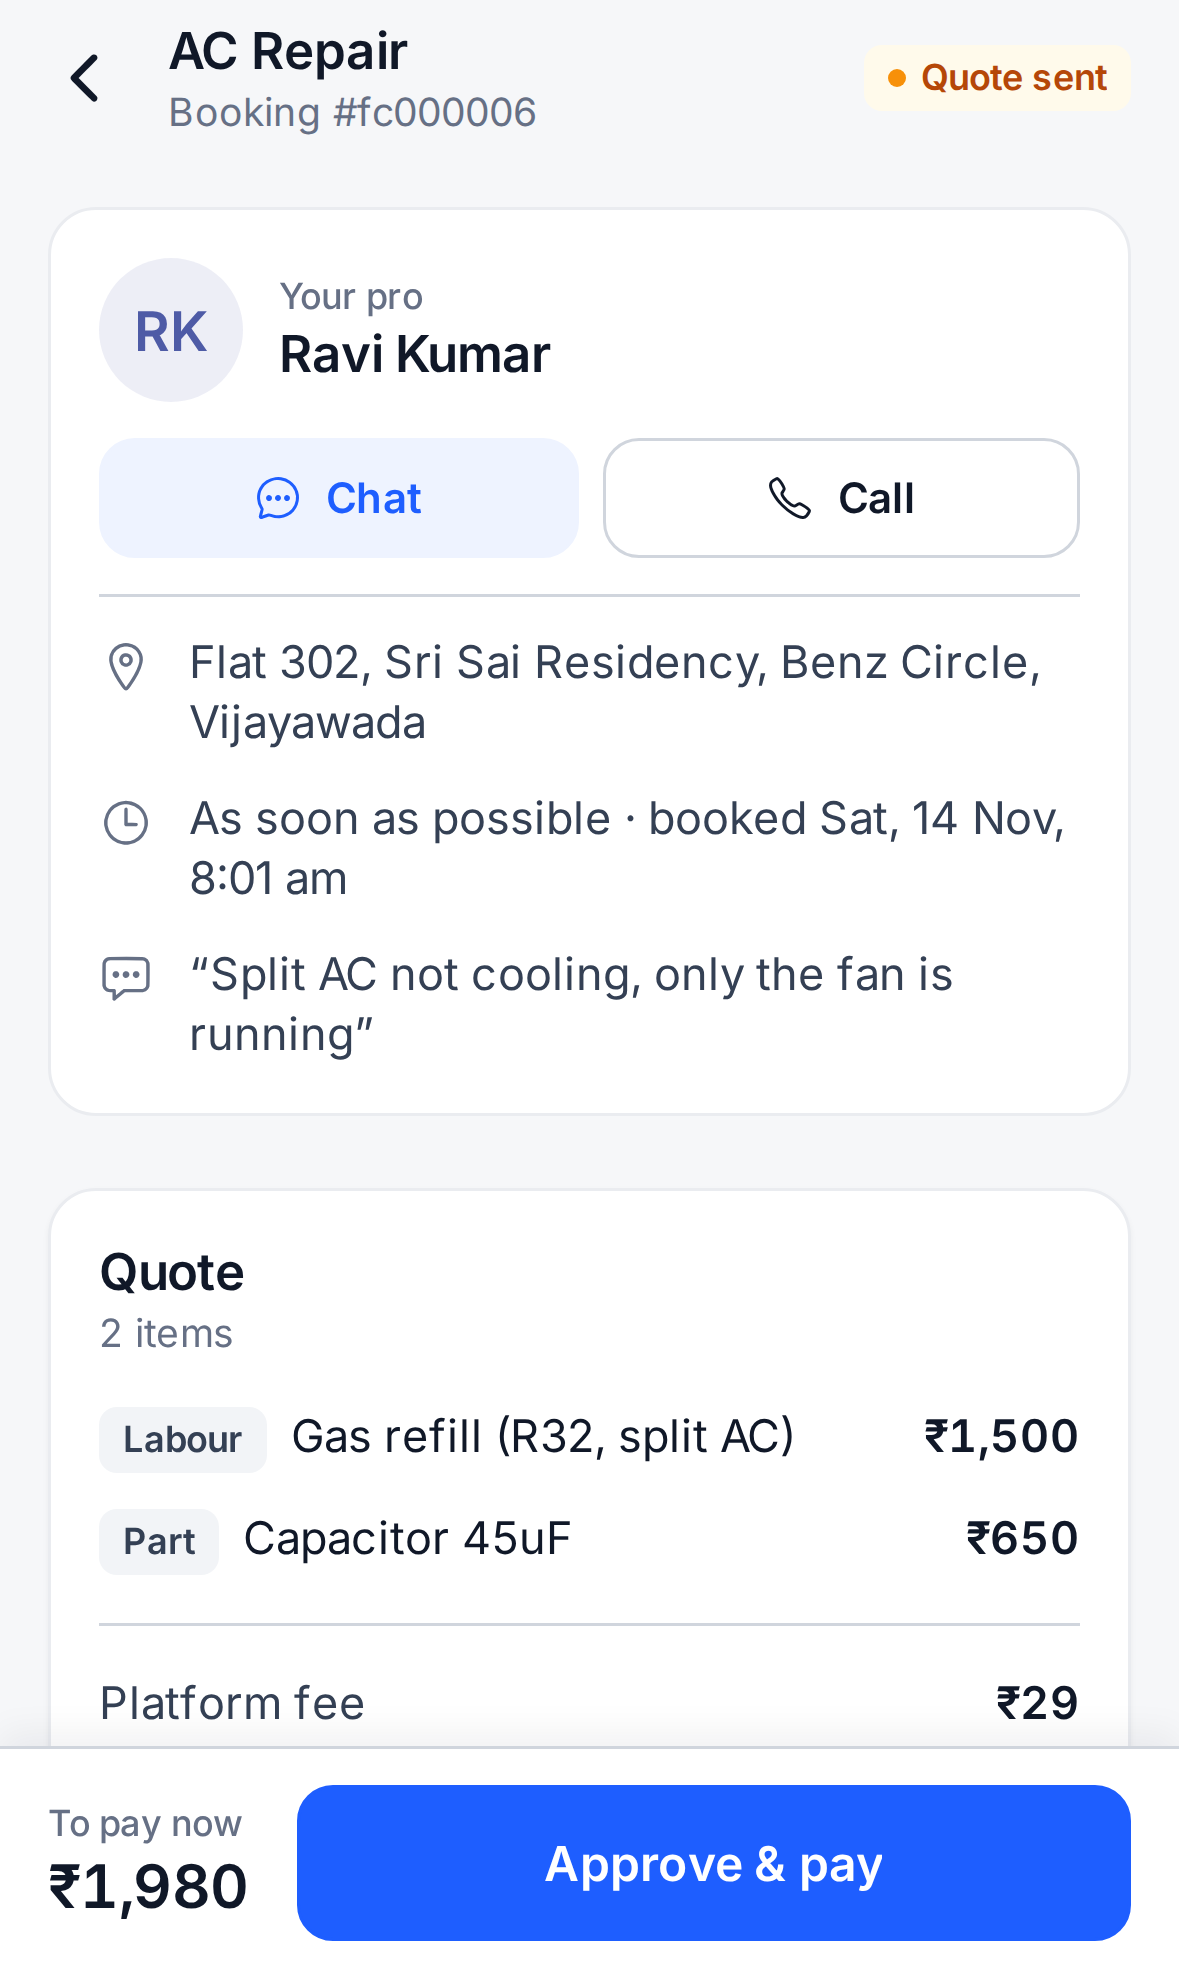 AC Repair
Booking #fc000006
Quote sent
RK
Your pro
Ravi Kumar
Chat
Call
Flat 302, Sri Sai Residency, Benz Circle,
Vijayawada
As soon as possible · booked Sat, 14 Nov,
8:01 am
“Split AC not cooling, only the fan is
running”
Quote
2 items
Labour Gas refill (R32, split AC) ₹1,500
Part Capacitor 45uF ₹650
Platform fee ₹29
To pay now
₹1,980
Approve & pay